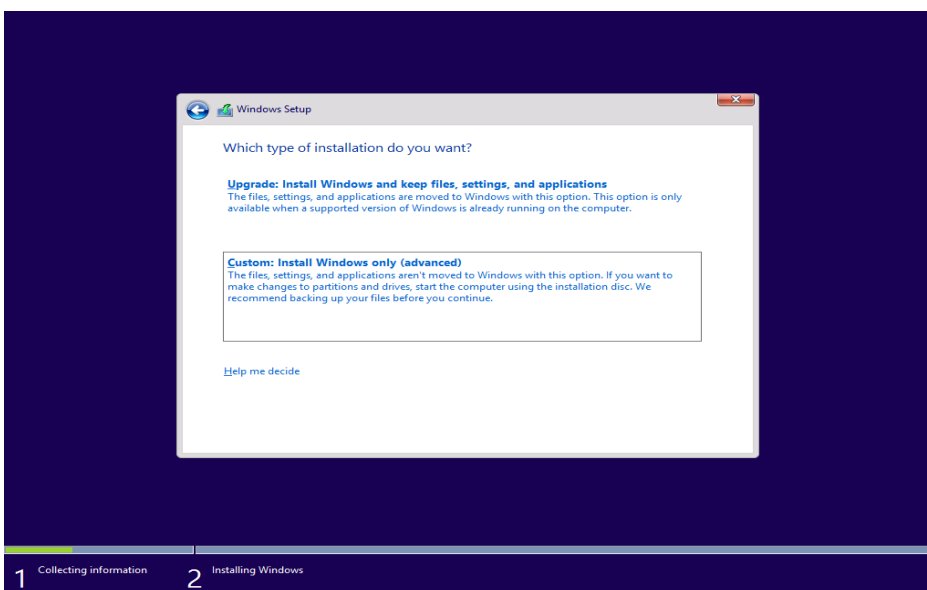 Windows Setup
Which type of installation do you want?
Upgrade: Install Windows and keep files, settings, and applications
The files, settings, and applications are moved to Windows with this option. This option is only
available when a supported version of Windows is already running on the computer.
Custom: Install Windows only (advanced)
The files, settings, and applications aren't moved to Windows with this option. If you want to
make changes to partitions and drives, start the computer using the installation disc. We
recommend backing up your files before you continue.
Help me decide
1 Collecting information
2 Installing Windows